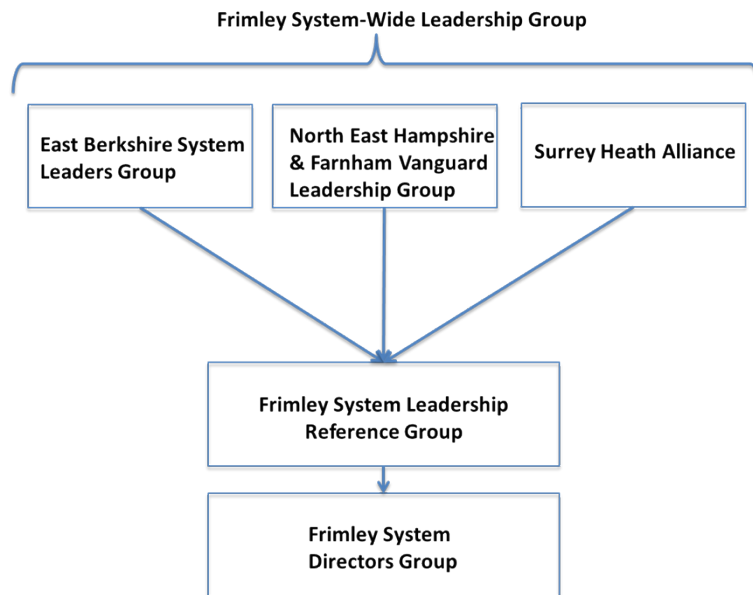 Frimley System-Wide Leadership Group
East Berkshire System
Leaders Group
North East Hampshire
& Farnham Vanguard
Leadership Group
Surrey Heath Alliance
Frimley System Leadership
Reference Group
Frimley System
Directors Group